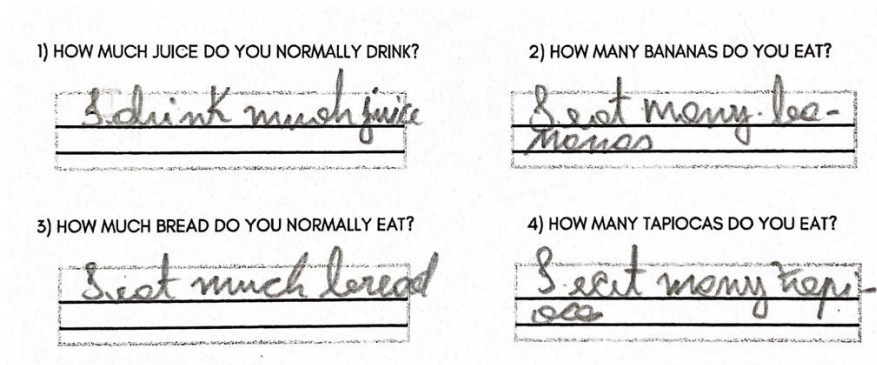 1) HOW MUCH JUICE DO YOU NORMALLY DRINK?
I drink much juice
2) HOW MANY BANANAS DO YOU EAT?
I eat many ba-
nanas
3) HOW MUCH BREAD DO YOU NORMALLY EAT?
I eat much bread
4) HOW MANY TAPIOCAS DO YOU EAT?
I eat many tapi-
oca